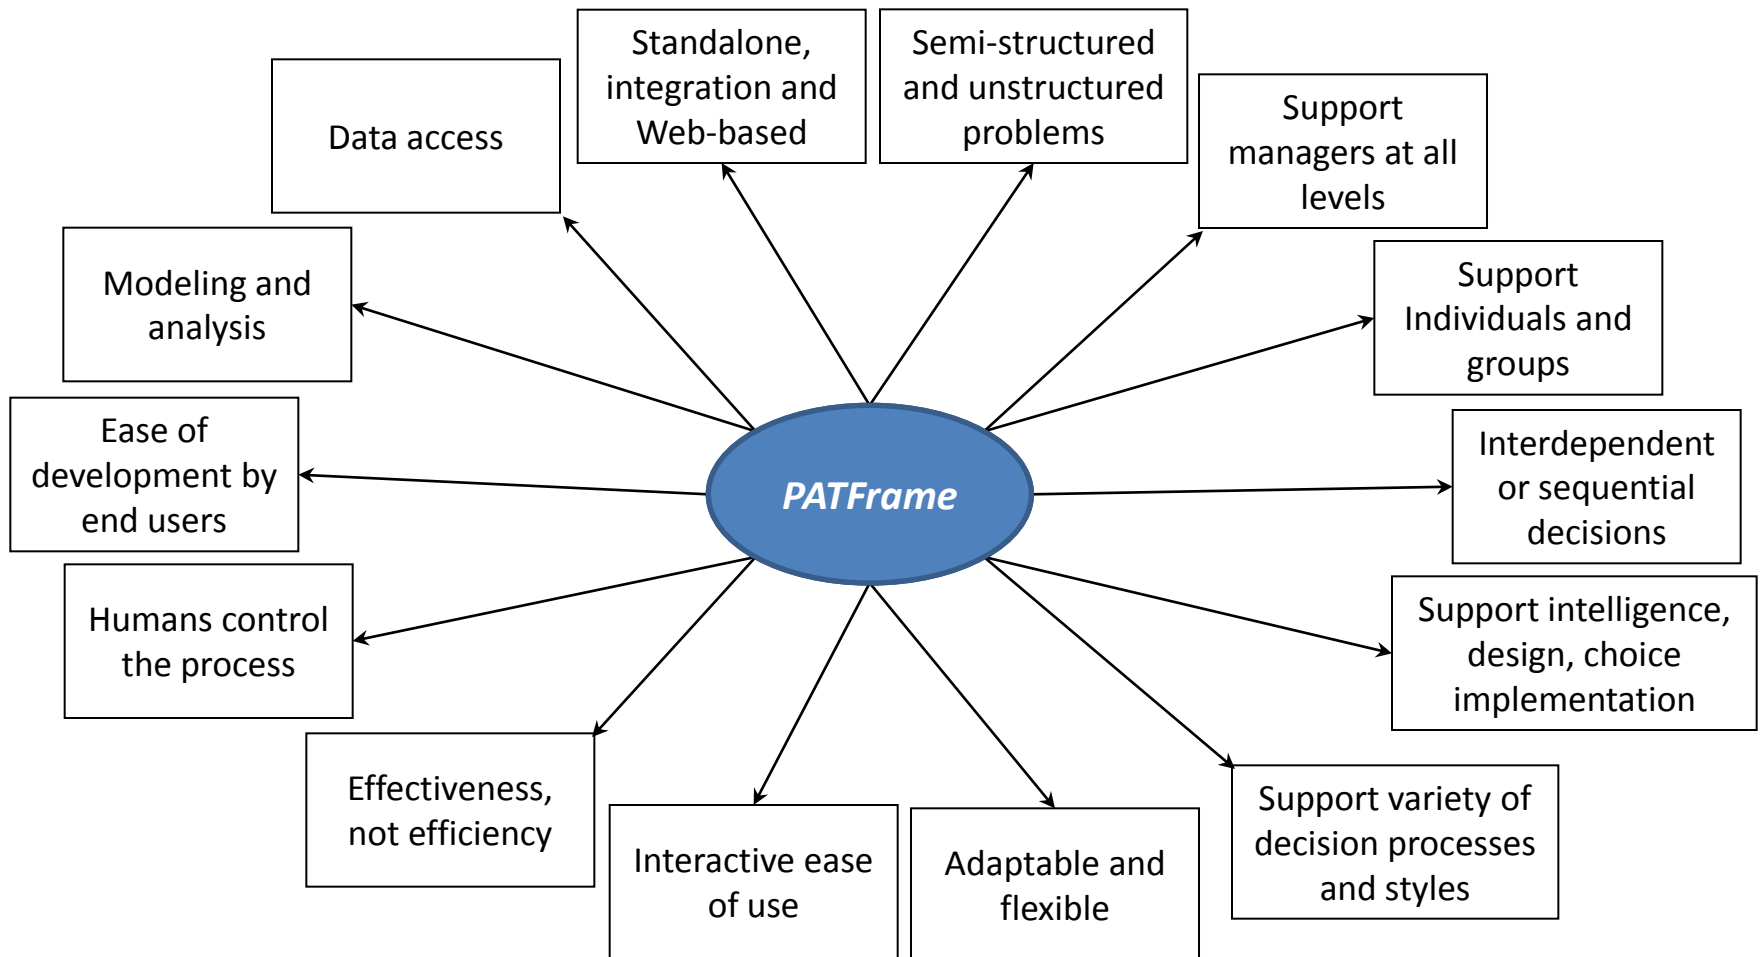 Standalone,
integration and
Web-based
Semi-structured
and unstructured
problems
Support
managers at all
levels
Data access
Support
Individuals and
groups
Modeling and
analysis
Interdependent
or sequential
decisions
Ease of
development by
end users
PATFrame
Support intelligence,
design, choice
implementation
Humans control
the process
Support variety of
decision processes
and styles
Effectiveness,
not efficiency
Interactive ease
of use
Adaptable and
flexible